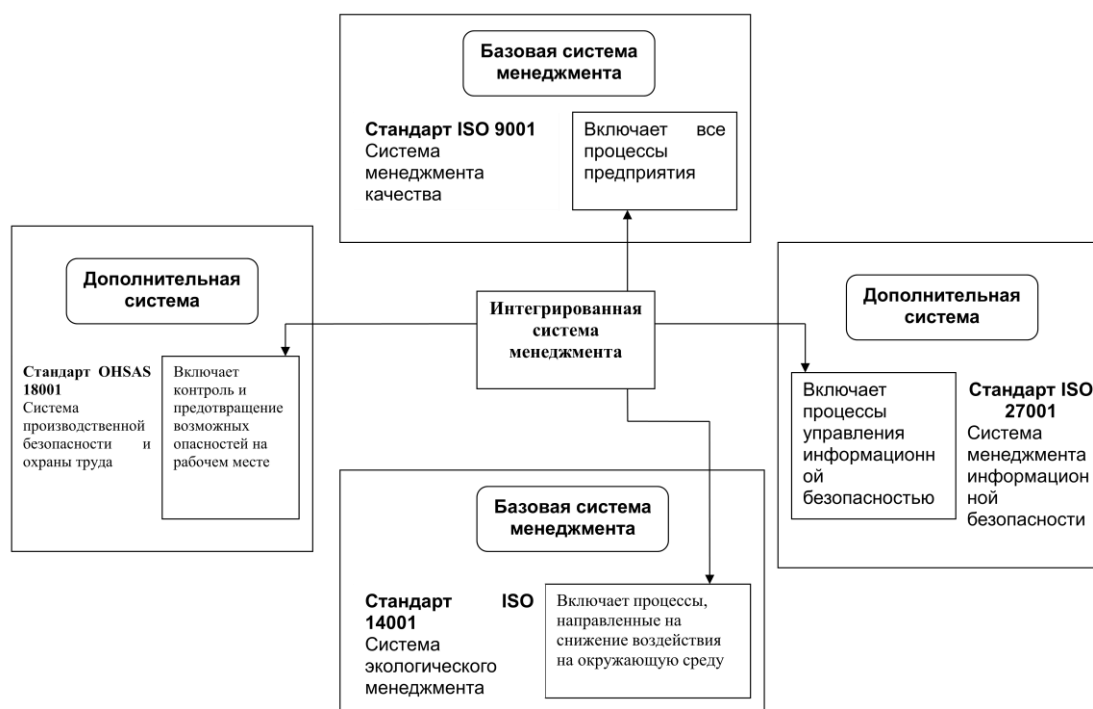 Базовая система
менеджмента
Стандарт ISO 9001
Система
менеджмента
качества
Включает все
процессы
предприятия
Дополнительная
система
Стандарт OHSAS
18001
Система
производственной
безопасности и
охраны труда
Включает
контроль и
предотвращение
возможных
опасностей на
рабочем месте
Интегрированная
система
менеджмента
Дополнительная
система
Включает
процессы
управления
информационн
ой
безопасностью
Стандарт ISO
27001
Система
менеджмента
информацион
ной
безопасности
Базовая система
менеджмента
Стандарт ISO
14001
Система
экологического
менеджмента
Включает процессы,
направленные на
снижение воздействия
на окружающую среду